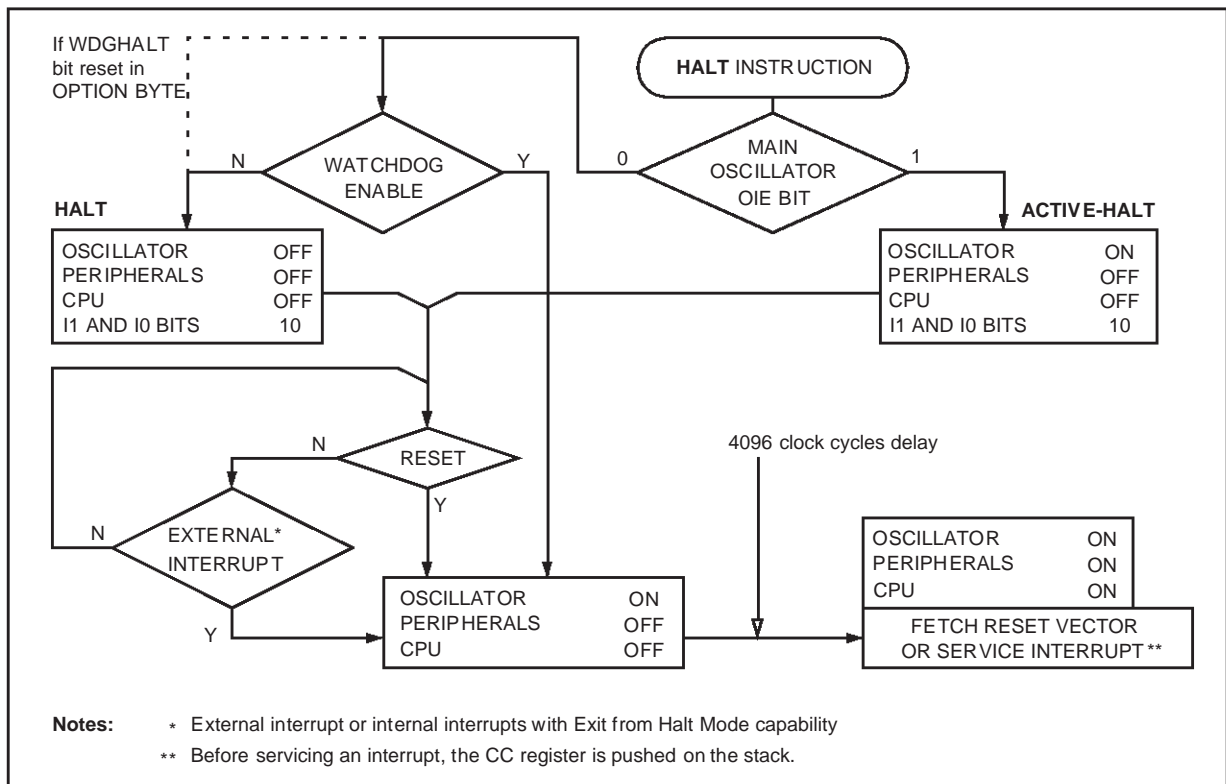 If WDGHALT
bit reset in
OPTION BYTE
HALT INSTRUCTION
MAIN
OSCILLATOR
OIE BIT
0
1
WATCHDOG
ENABLE
N
Y
HALT
OSCILLATOR OFF
PERIPHERALS OFF
CPU OFF
I1 AND I0 BITS 10
ACTIVE-HALT
OSCILLATOR ON
PERIPHERALS OFF
CPU OFF
I1 AND I0 BITS 10
RESET
N
Y
EXTERNAL*
INTERRUPT
N
Y
4096 clock cycles delay
OSCILLATOR ON
PERIPHERALS OFF
CPU OFF
OSCILLATOR ON
PERIPHERALS ON
CPU ON
FETCH RESET VECTOR
OR SERVICE INTERRUPT**
Notes: * External interrupt or internal interrupts with Exit from Halt Mode capability
** Before servicing an interrupt, the CC register is pushed on the stack.